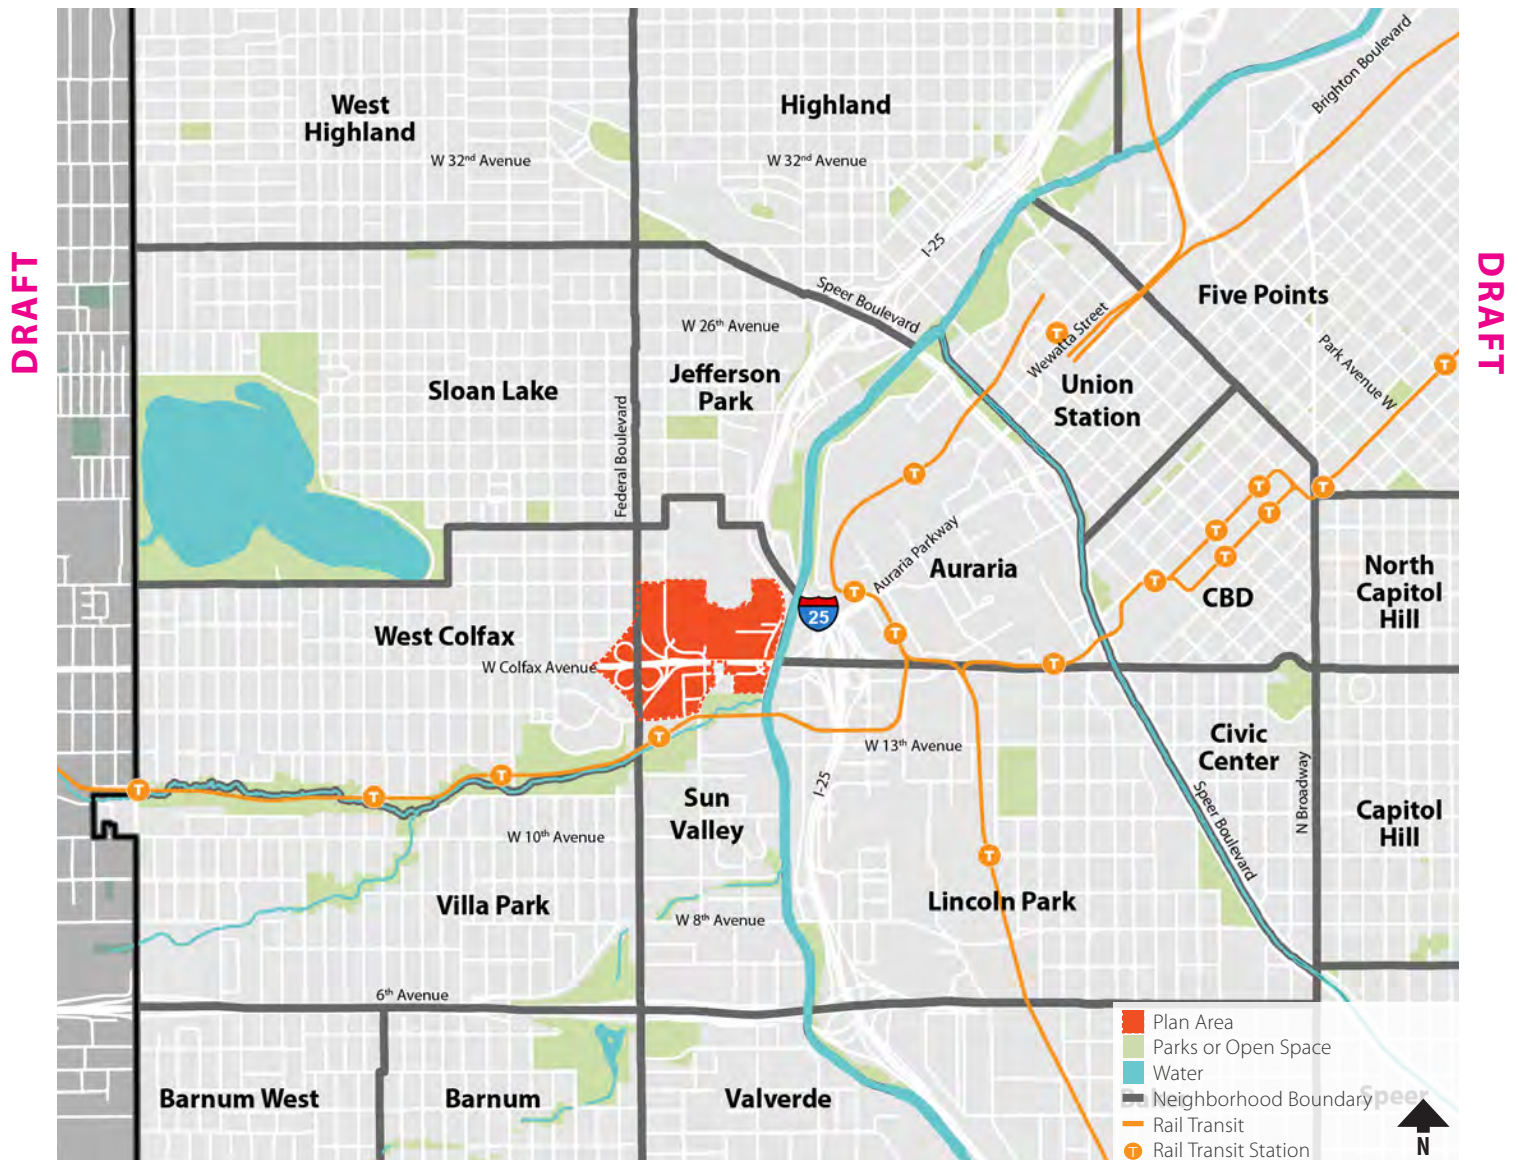 DRAFT
DRAFT
West
Highland
Highland
W 32nd Avenue
W 32nd Avenue
Brighton Boulevard
I-25
Speer Boulevard
Five Points
W 26th Avenue
Wewatta Street
Park Avenue W
Jefferson
Park
Sloan Lake
Union
Station
Federal Boulevard
T
T
T
T
T
T
T
T
T
Auraria Parkway
Auraria
T
T
CBD
North
Capitol
Hill
25
T
West Colfax
W Colfax Avenue
T
T
W 13th Avenue
Civic
Center
T
T
T
I-25
N Broadway
Speer Boulevard
Sun
Valley
W 10th Avenue
Capitol
Hill
T
Villa Park
Lincoln Park
W 8th Avenue
6th Avenue
Barnum West
Barnum
Valverde
Plan Area
Parks or Open Space
Water
Neighborhood Boundary
Baker
Speer
Rail Transit
T
Rail Transit Station
N